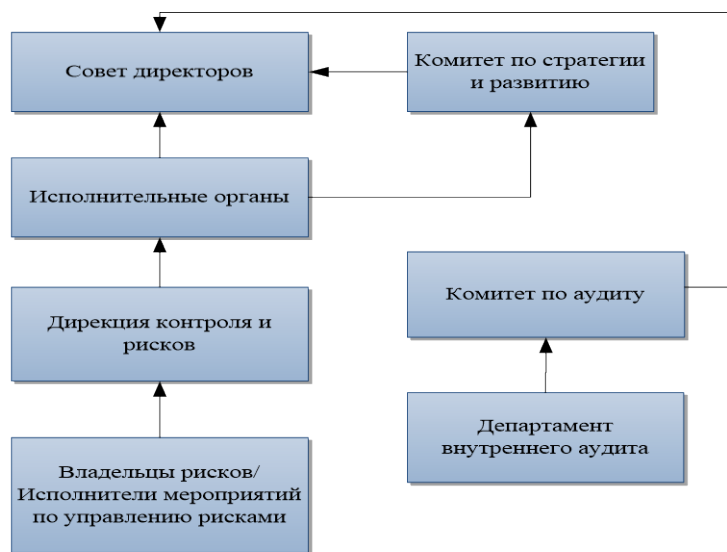 Совет директоров
Комитет по стратегии
и развитию
Исполнительные органы
Комитет по аудиту
Дирекция контроля и
рисков
Департамент
внутреннего аудита
Владельцы рисков/
Исполнители мероприятий
по управлению рисками